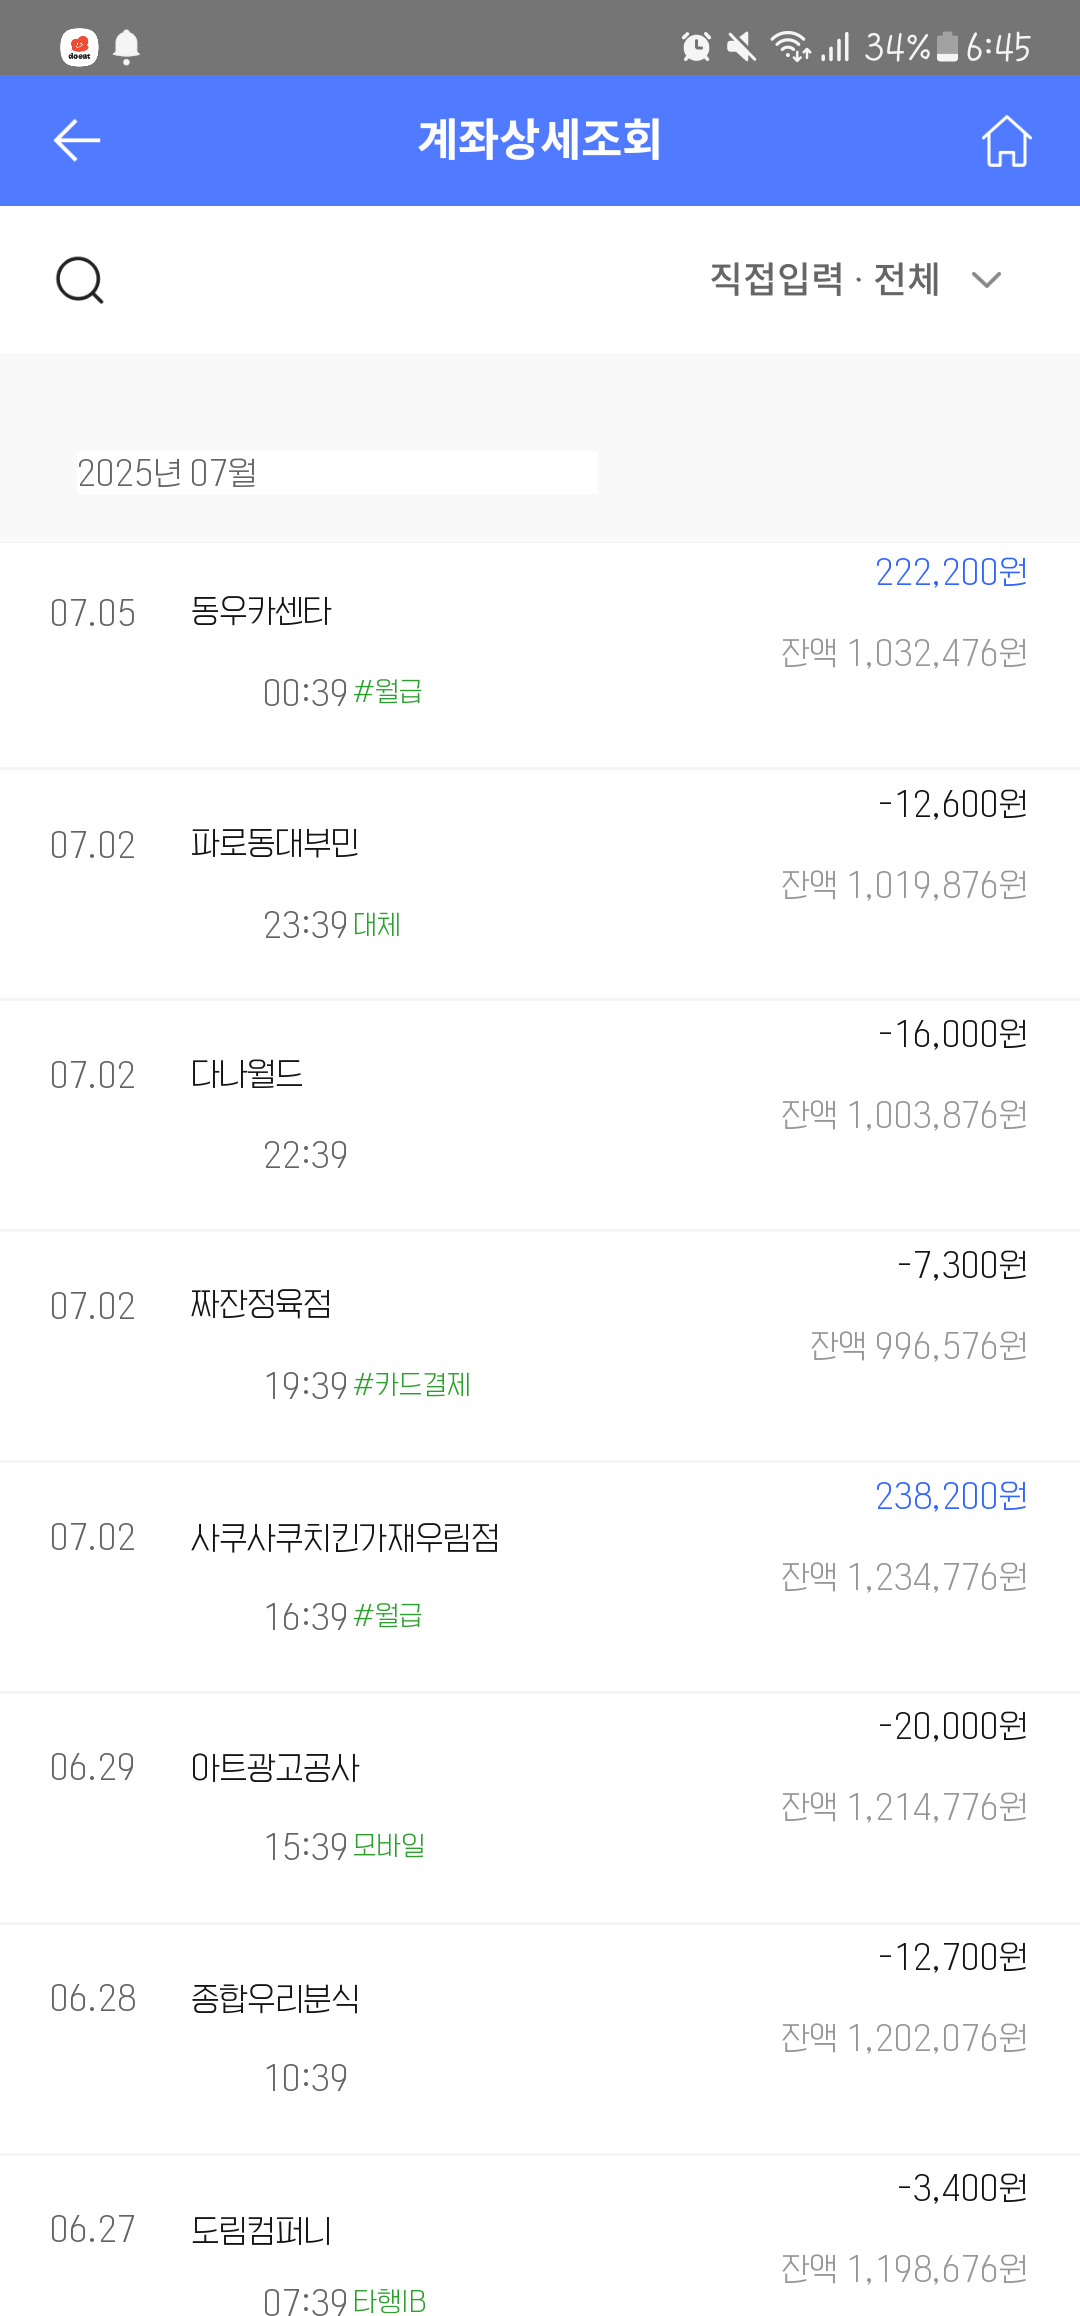 doeat
34% 6:45
계좌상세조회
직접입력 · 전체
2025년 07월
222,200원
07.05 동우카센타
잔액 1,032,476원
00:39 #월급
-12,600원
07.02 파로동대부민
잔액 1,019,876원
23:39 대체
-16,000원
07.02 다나월드
잔액 1,003,876원
22:39
-7,300원
07.02 짜잔정육점
잔액 996,576원
19:39 #카드결제
238,200원
07.02 사쿠사쿠치킨가재우림점
잔액 1,234,776원
16:39 #월급
-20,000원
06.29 아트광고공사
잔액 1,214,776원
15:39 모바일
-12,700원
06.28 종합우리분식
잔액 1,202,076원
10:39
-3,400원
06.27 도림컴퍼니
잔액 1,198,676원
07:39 타행IB